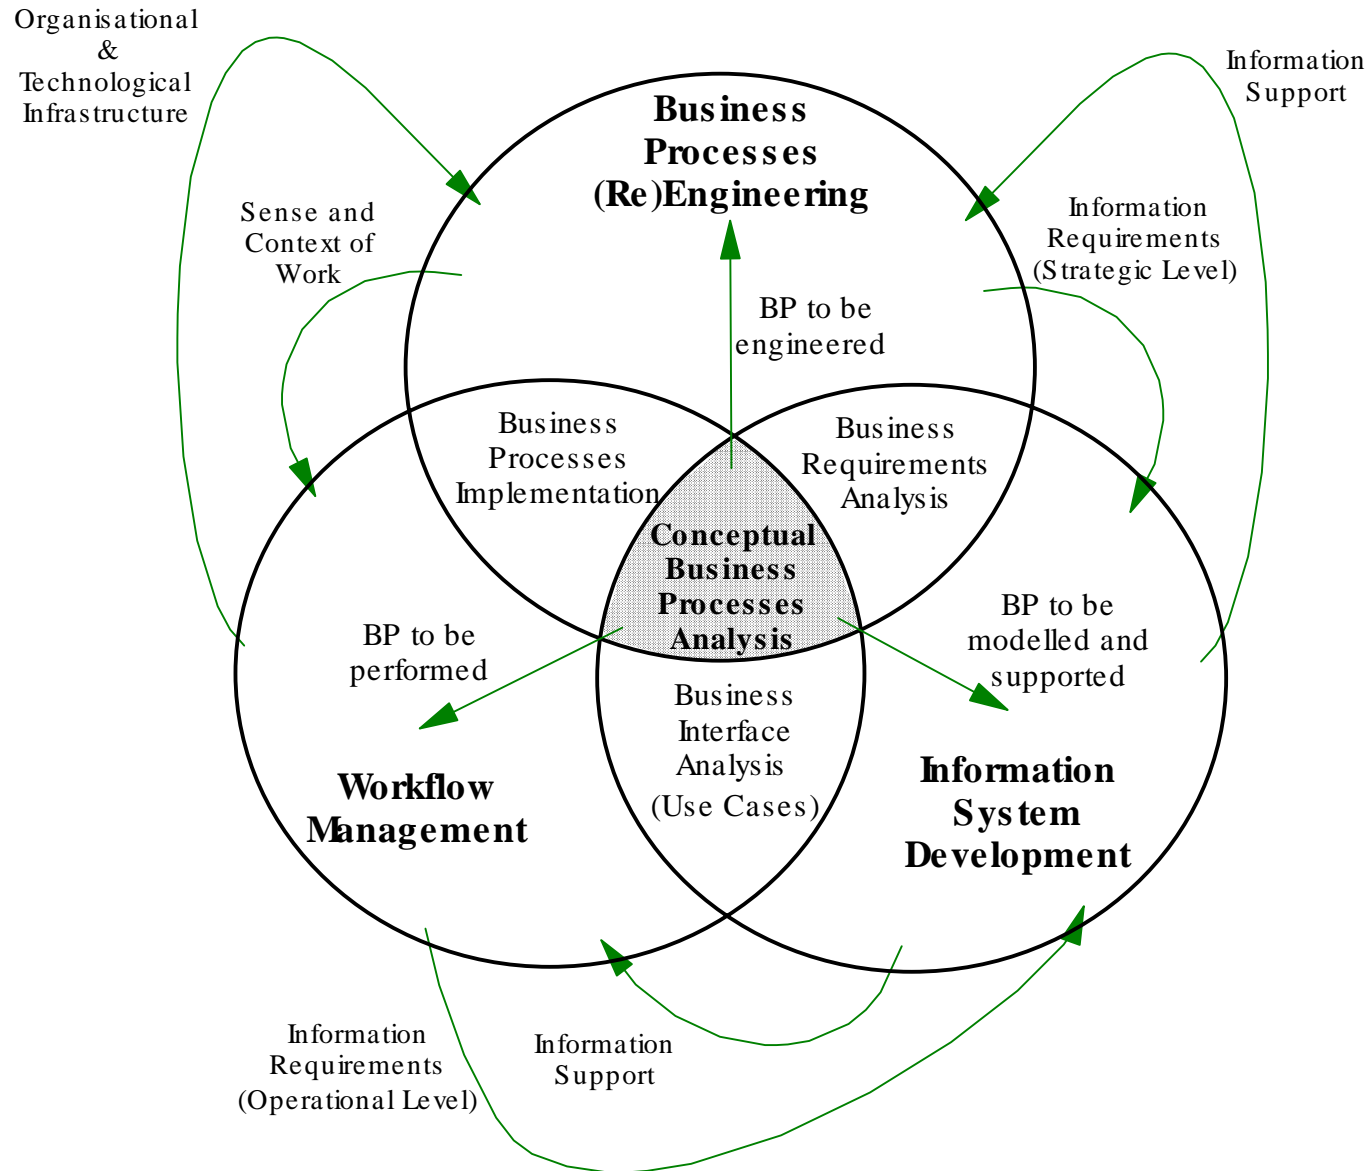 Organisational
&
Technological
Infrastructure
Information
Support
Business
Processes
(Re)Engineering
Sense and
Context of
Work
Information
Requirements
(Strategic Level)
BP to be
engineered
Business
Processes
Implementation
Business
Requirements
Analysis
Conceptual
Business
Processes
Analysis
BP to be
performed
BP to be
modelled and
supported
Business
Interface
Analysis
(Use Cases)
Workflow
Management
Information
System
Development
Information
Requirements
(Operational Level)
Information
Support